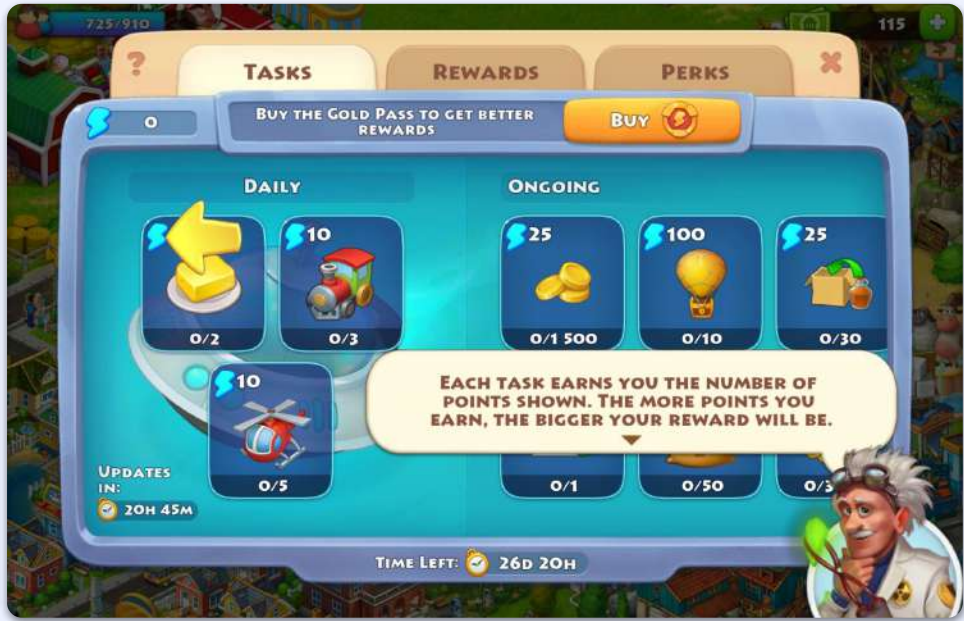 725/910
115
?
TASKS
REWARDS
PERKS
0
BUY THE GOLD PASS TO GET BETTER
REWARDS
BUY
DAILY
ONGOING
10
25
100
25
0/2
0/3
0/1 500
0/10
0/30
10
EACH TASK EARNS YOU THE NUMBER OF
POINTS SHOWN. THE MORE POINTS YOU
EARN, THE BIGGER YOUR REWARD WILL BE.
UPDATES
IN:
20H 45M
0/5
0/1
0/50
TIME LEFT:
26D 20H